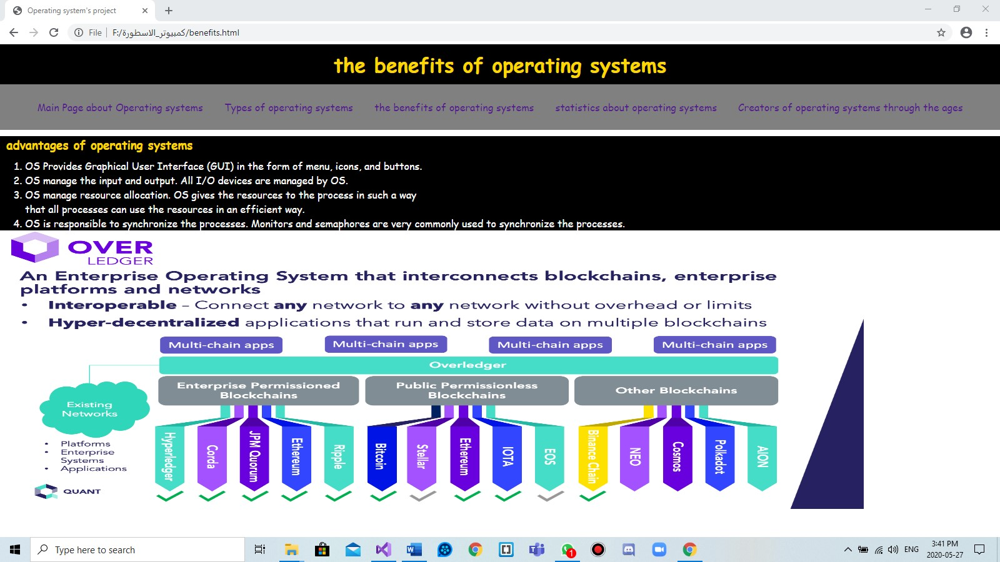 Operating system's project
File
F:/كمبيوتر_الاسطورة/benefits.html
the benefits of operating systems
Main Page about Operating systems
Types of operating systems
the benefits of operating systems
statistics about operating systems
Creators of operating systems through the ages
advantages of operating systems
1. OS Provides Graphical User Interface (GUI) in the form of menu, icons, and buttons.
2. OS manage the input and output. All I/O devices are managed by OS.
3. OS manage resource allocation. OS gives the resources to the process in such a way
that all processes can use the resources in an efficient way.
4. OS is responsible to synchronize the processes. Monitors and semaphores are very commonly used to synchronize the processes.
OVER
LEDGER
An Enterprise Operating System that interconnects blockchains, enterprise
platforms and networks
• Interoperable – Connect any network to any network without overhead or limits
• Hyper-decentralized applications that run and store data on multiple blockchains
Multi-chain apps
Multi-chain apps
Multi-chain apps
Multi-chain apps
Overledger
Enterprise Permissioned
Blockchains
Public Permissionless
Blockchains
Other Blockchains
Existing
Networks
• Platforms
• Enterprise
Systems
• Applications
QUANT
Hyperledger
Corda
JPM Quorum
Ethereum
Ripple
Bitcoin
Stellar
Ethereum
IOTA
EOS
Binance Chain
NEO
Cosmos
Polkadot
AION
Type here to search
1
ENG
3:41 PM
2020-05-27